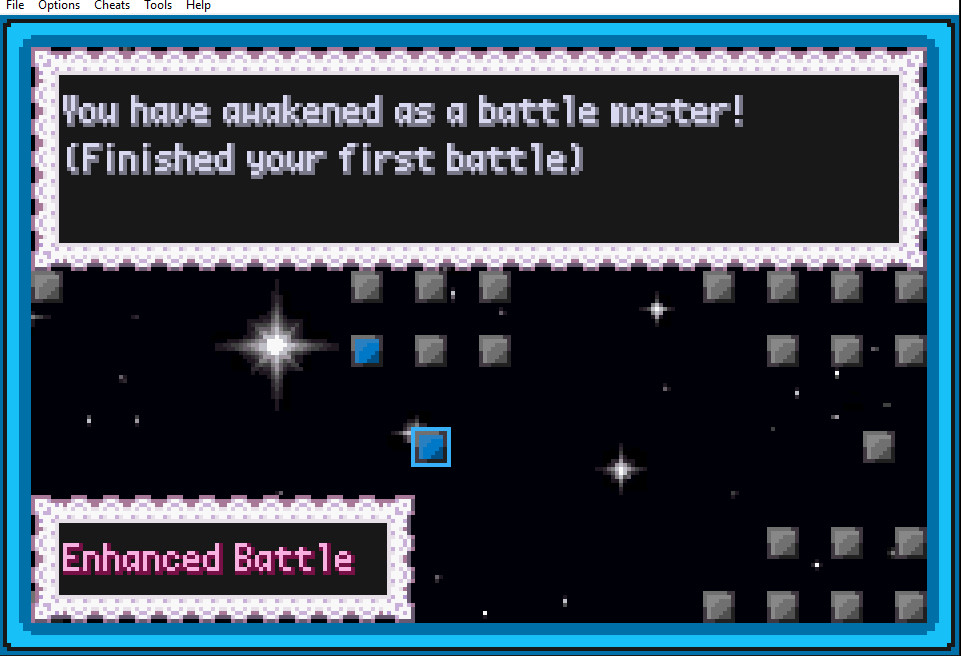 File Options Cheats Tools Help
You have awakened as a battle master!
(Finished your first battle)
Enhanced Battle